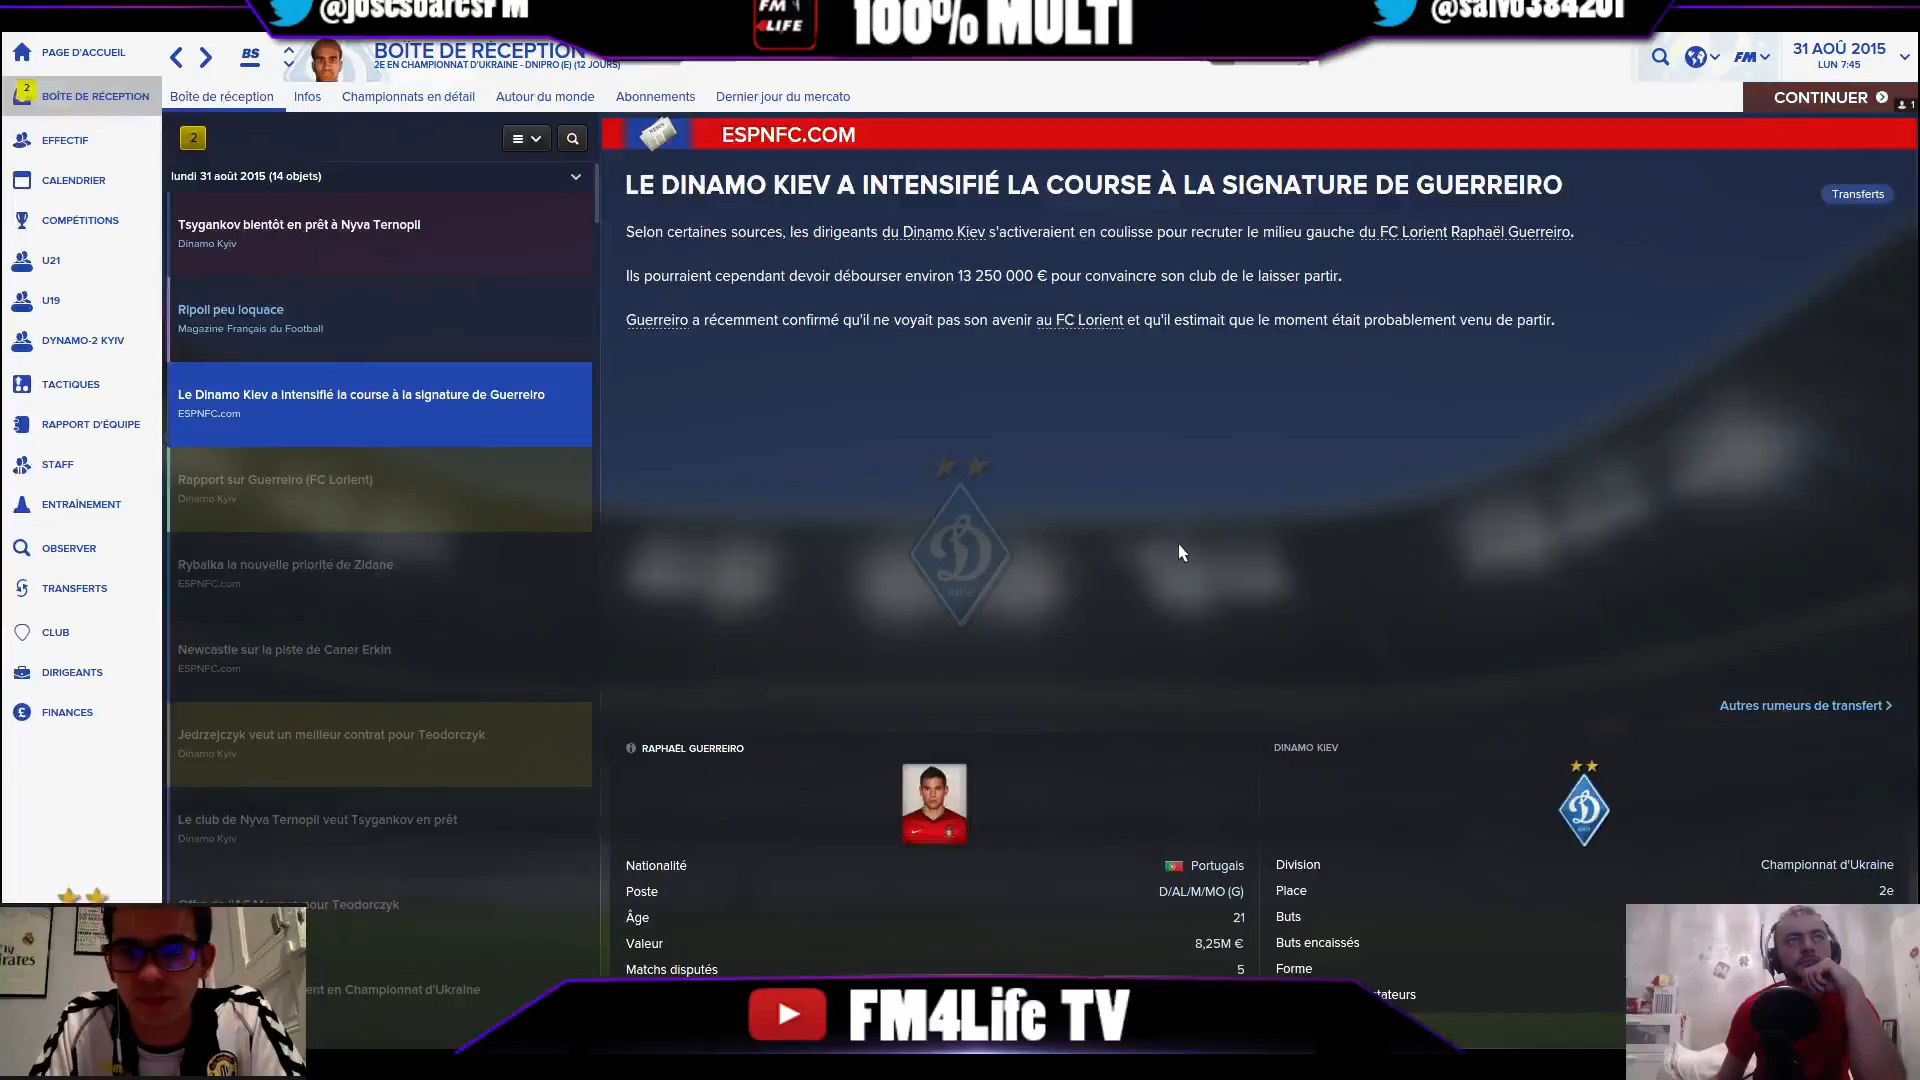 @josesoaresFM
FM
4LIFE
100% MULTI
@salvo384201
PAGE D'ACCUEIL
BS
BOÎTE DE RÉCEPTION
2E EN CHAMPIONNAT D'UKRAINE - DNIPRO (E) (12 JOURS)
FM
31 AOÛ 2015
LUN 7:45
2
BOÎTE DE RÉCEPTION
Boîte de réception
Infos
Championnats en détail
Autour du monde
Abonnements
Dernier jour du mercato
CONTINUER
1
EFFECTIF
CALENDRIER
COMPÉTITIONS
U21
U19
DYNAMO-2 KYIV
TACTIQUES
RAPPORT D'ÉQUIPE
STAFF
ENTRAÎNEMENT
OBSERVER
TRANSFERTS
CLUB
DIRIGEANTS
FINANCES
2
lundi 31 août 2015 (14 objets)
Tsygankov bientôt en prêt à Nyva Ternopil
Dinamo Kyiv
Ripoll peu loquace
Magazine Français du Football
Le Dinamo Kiev a intensifié la course à la signature de Guerreiro
ESPNFC.com
Rapport sur Guerreiro (FC Lorient)
Dinamo Kyiv
Rybalka la nouvelle priorité de Zidane
ESPNFC.com
Newcastle sur la piste de Caner Erkin
ESPNFC.com
Jedrzejczyk veut un meilleur contrat pour Teodorczyk
Dinamo Kyiv
Le club de Nyva Ternopil veut Tsygankov en prêt
Dinamo Kyiv
pour Teodorczyk
ent en Championnat d'Ukraine
NEWS
ESPNFC.COM
LE DINAMO KIEV A INTENSIFIÉ LA COURSE À LA SIGNATURE DE GUERREIRO
Transferts
Selon certaines sources, les dirigeants du Dinamo Kiev s'activeraient en coulisse pour recruter le milieu gauche du FC Lorient Raphaël Guerreiro.
Ils pourraient cependant devoir débourser environ 13 250 000 € pour convaincre son club de le laisser partir.
Guerreiro a récemment confirmé qu'il ne voyait pas son avenir au FC Lorient et qu'il estimait que le moment était probablement venu de partir.
Autres rumeurs de transfert >
RAPHAËL GUERREIRO
Nationalité Portugais
Poste D/AL/M/MO (G)
Âge 21
Valeur 8,25M €
Matchs disputés 5
DINAMO KIEV
Division Championnat d'Ukraine
Place 2e
Buts
Buts encaissés
Forme
tateurs
FM4Life TV